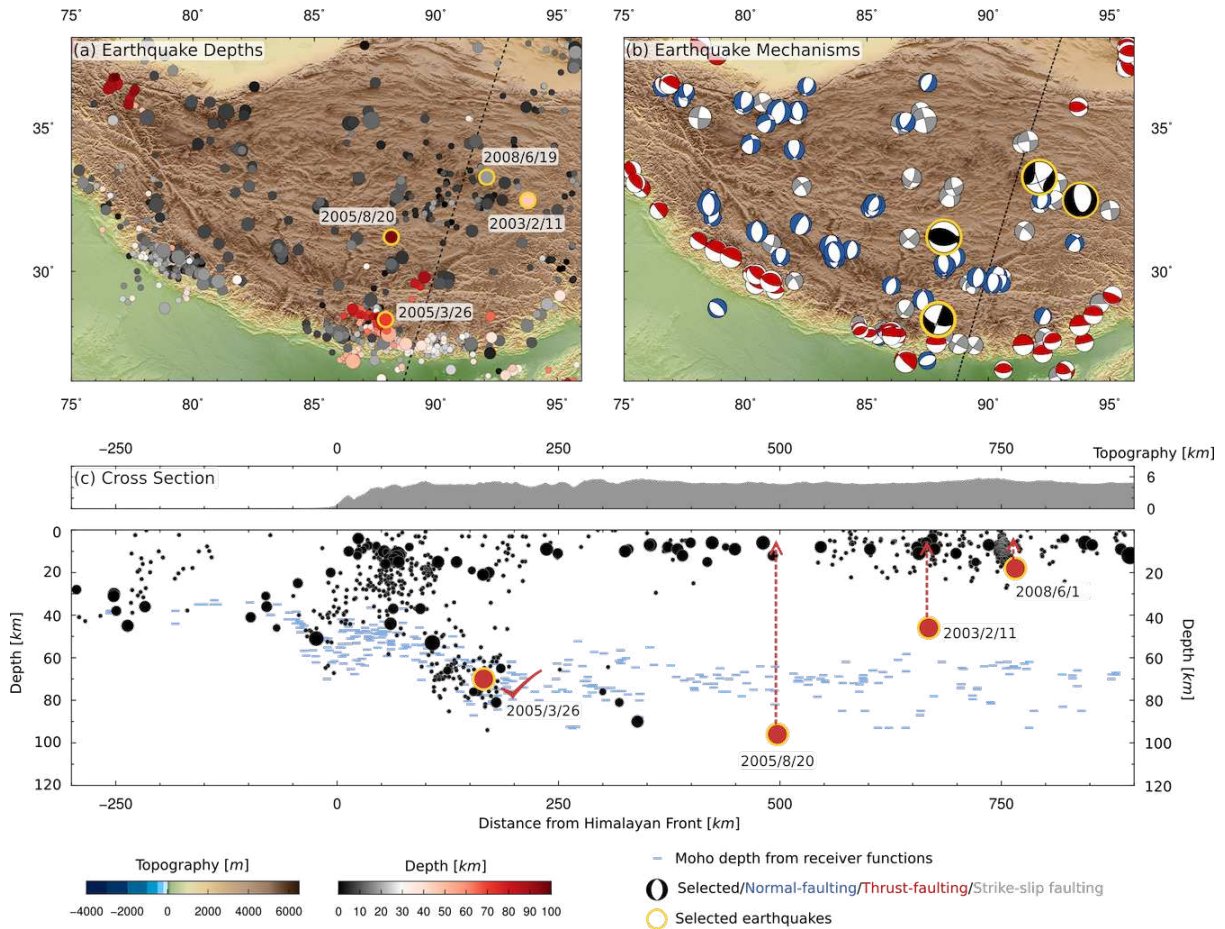 75 80˚ 85˚ 90˚ 95˚ 75 80˚ 85˚ 90˚ 95˚
(a) Earthquake Depths (b) Earthquake Mechanisms
35˚ 35˚
2008/6/19
2005/8/20
2003/2/11
30˚ 30˚
2005/3/26
75 80˚ 85˚ 90˚ 95˚ 75 80˚ 85˚ 90˚ 95˚
−250 0 250 500 750
Topography [km]
(c) Cross Section
6
0
0
20 20
40 40
60 60
80 80
100 100
120 120
Depth [km] Depth [km]
2008/6/1
2003/2/11
2005/3/26
2005/8/20
−250 0 250 500 750
Distance from Himalayan Front [km]
Topography [m]
−4000 −2000 0 2000 4000 6000
Depth [km]
0 10 20 30 40 50 60 70 80 90 100
Moho depth from receiver functions
Selected/Normal-faulting/Thrust-faulting/Strike-slip faulting
Selected earthquakes